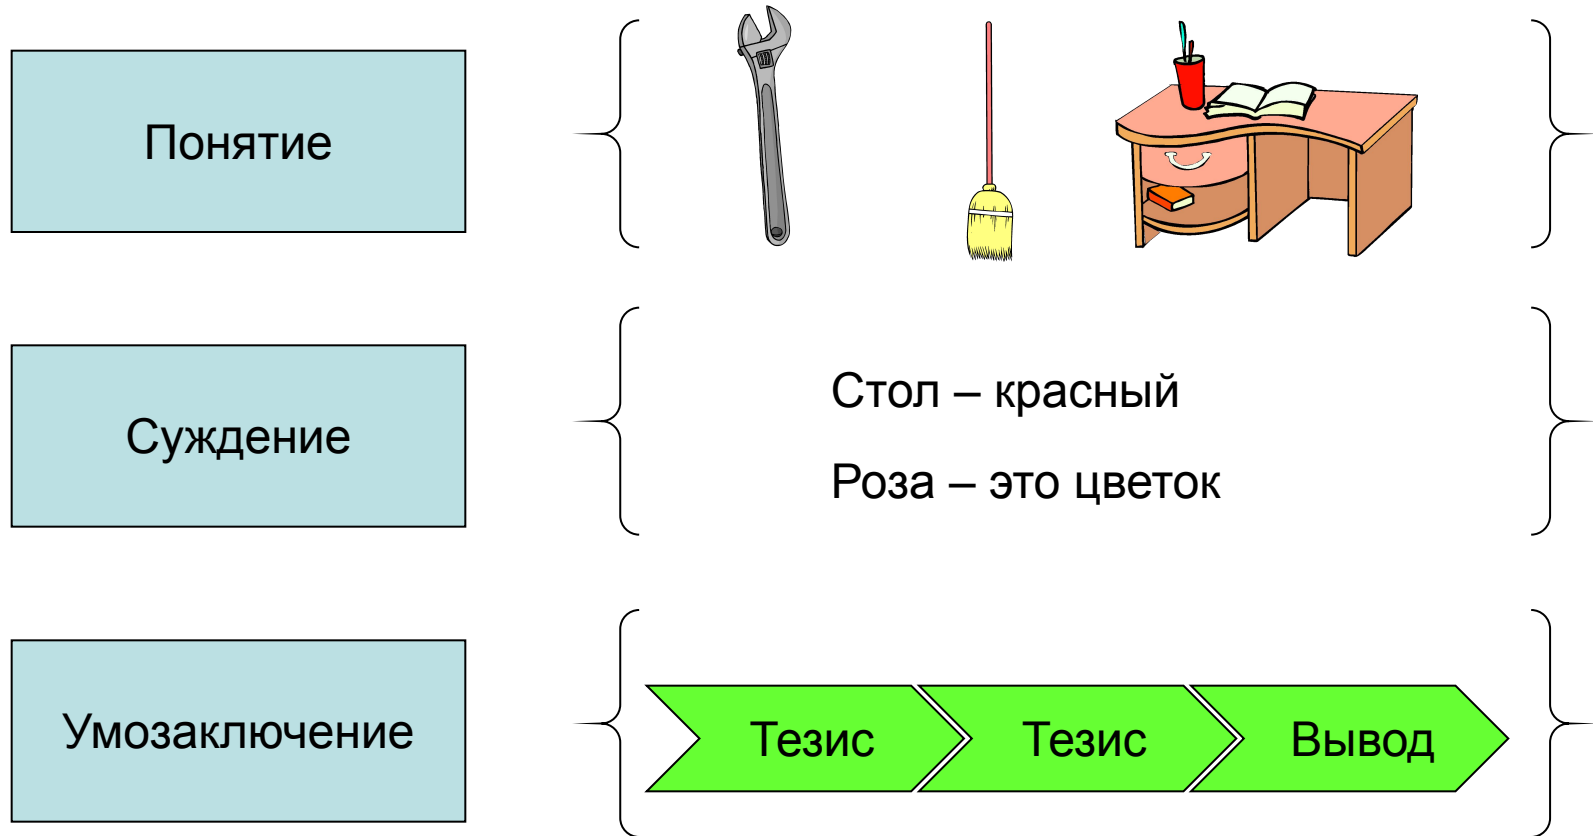 Понятие
Суждение
Стол – красный
Роза – это цветок
Умозаключение
Тезис
Тезис
Вывод